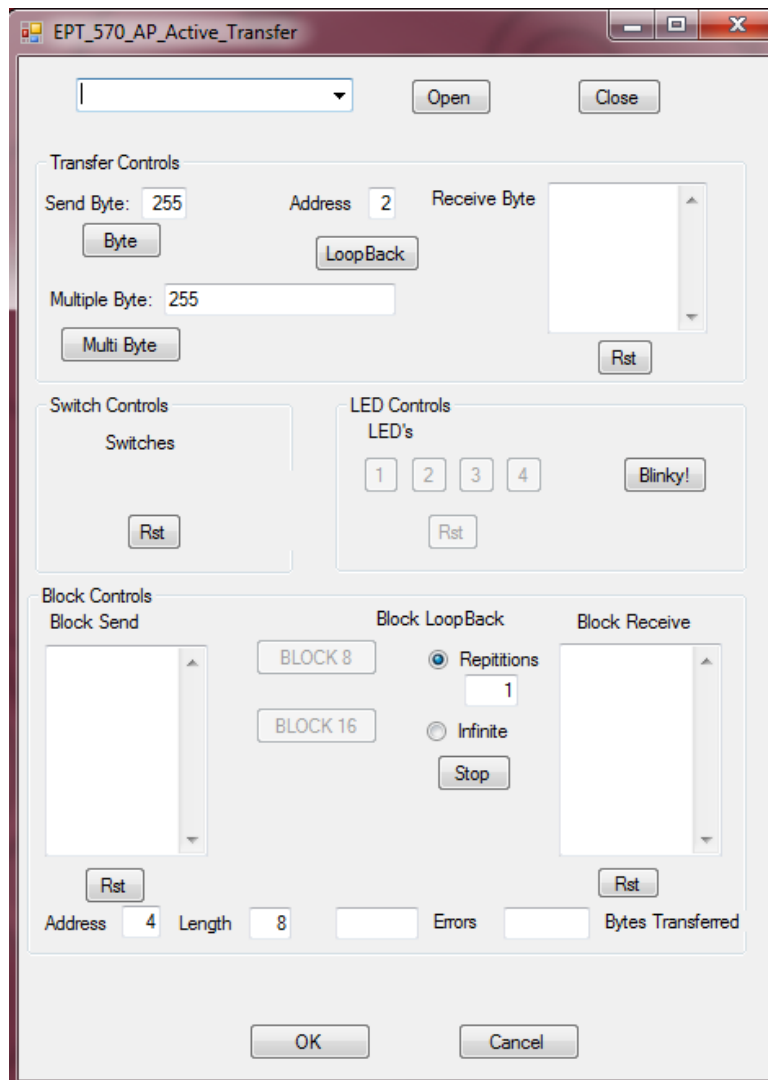 EPT_570_AP_Active_Transfer
Open Close
Transfer Controls
Send Byte: 255 Address 2 Receive Byte
Byte
LoopBack
Multiple Byte: 255
Multi Byte
Rst
Switch Controls
Switches
Rst
LED Controls
LED's
1 2 3 4 Blinky!
Rst
Block Controls
Block Send Block LoopBack Block Receive
BLOCK 8 Repititions
1
BLOCK 16 Infinite
Stop
Rst Rst
Address 4 Length 8 Errors Bytes Transferred
OK Cancel